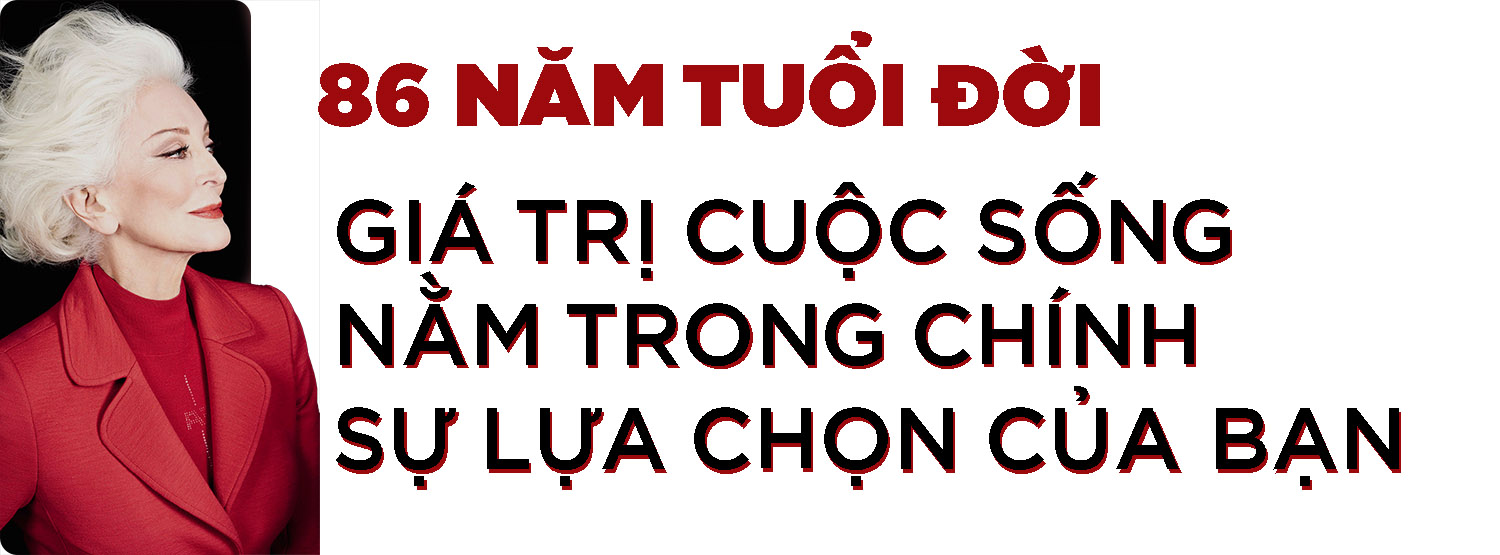 86 NĂM TUỔI ĐỜI
GIÁ TRỊ CUỘC SỐNG
NẰM TRONG CHÍNH
SỰ LỰA CHỌN CỦA BẠN